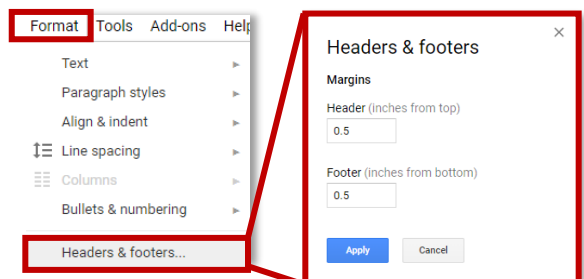 Format Tools Add-ons Help
Text
Paragraph styles
Align & indent
Line spacing
Columns
Bullets & numbering
Headers & footers...
Headers & footers
Margins
Header (inches from top)
0.5
Footer (inches from bottom)
0.5
Apply Cancel